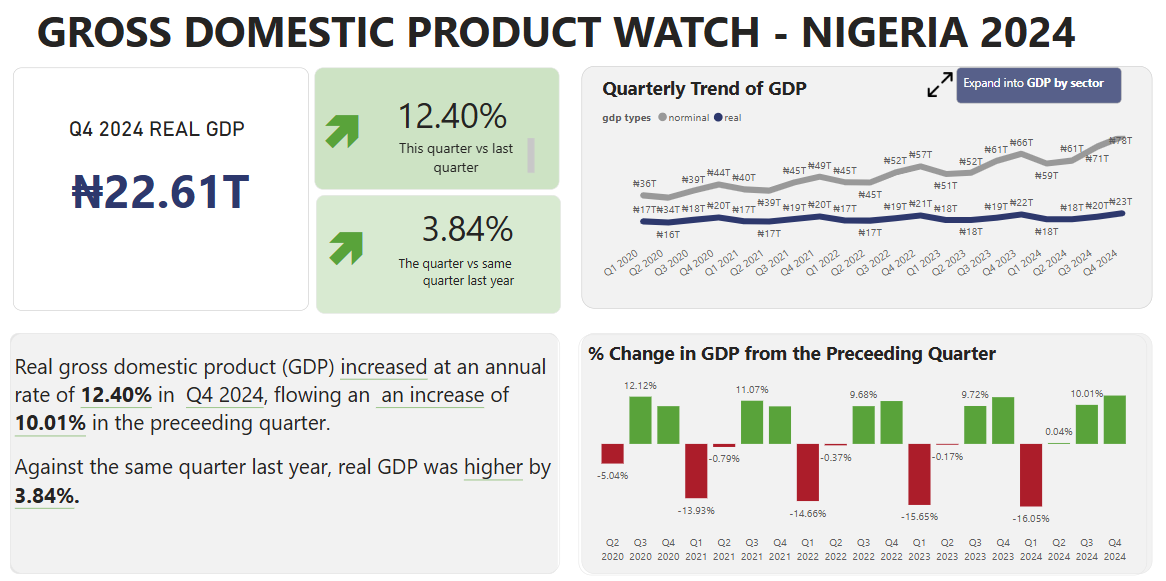 GROSS DOMESTIC PRODUCT WATCH - NIGERIA 2024
Q4 2024 REAL GDP
₦22.61T
12.40%
This quarter vs last
quarter
3.84%
The quarter vs same
quarter last year
Quarterly Trend of GDP
Expand into GDP by sector
gdp types norminal real
₦36T ₦34T ₦39T ₦44T ₦40T ₦39T ₦45T ₦49T ₦45T ₦45T ₦52T ₦57T ₦51T ₦52T ₦61T ₦66T ₦59T ₦61T ₦71T ₦78T
₦17T ₦16T ₦18T ₦20T ₦17T ₦17T ₦19T ₦20T ₦17T ₦17T ₦19T ₦21T ₦18T ₦18T ₦19T ₦22T ₦18T ₦18T ₦20T ₦23T
Q1 2020 Q2 2020 Q3 2020 Q4 2020 Q1 2021 Q2 2021 Q3 2021 Q4 2021 Q1 2022 Q2 2022 Q3 2022 Q4 2022 Q1 2023 Q2 2023 Q3 2023 Q4 2023 Q1 2024 Q2 2024 Q3 2024 Q4 2024
Real gross domestic product (GDP) increased at an annual
rate of 12.40% in Q4 2024, flowing an an increase of
10.01% in the preceeding quarter.
Against the same quarter last year, real GDP was higher by
3.84%.
% Change in GDP from the Preceeding Quarter
-5.04% 12.12% -13.93% -0.79% 11.07% -14.66% -0.37% 9.68% -15.65% -0.17% 9.72% -16.05% 0.04% 10.01%
Q2 Q3 Q4 Q1 Q2 Q3 Q4 Q1 Q2 Q3 Q4 Q1 Q2 Q3 Q4 Q1 Q2 Q3 Q4
2020 2020 2020 2021 2021 2021 2021 2022 2022 2022 2022 2023 2023 2023 2023 2024 2024 2024 2024